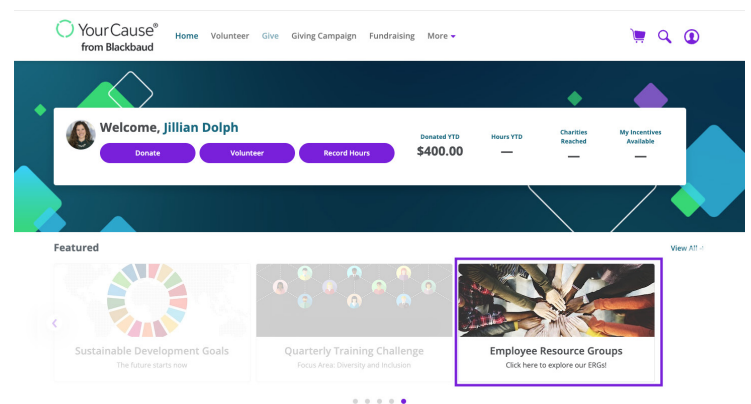 YourCause®
from Blackbaud
Home Volunteer Give Giving Campaign Fundraising More
Welcome, Jillian Dolph
Donate Volunteer Record Hours
Donated YTD
$400.00
Hours YTD
—
Charities
Reached
—
My Incentives
Available
—
Featured
View All
Sustainable Development Goals
The future starts now
Quarterly Training Challenge
Focus Area: Diversity and Inclusion
Employee Resource Groups
Click here to explore our ERGs!